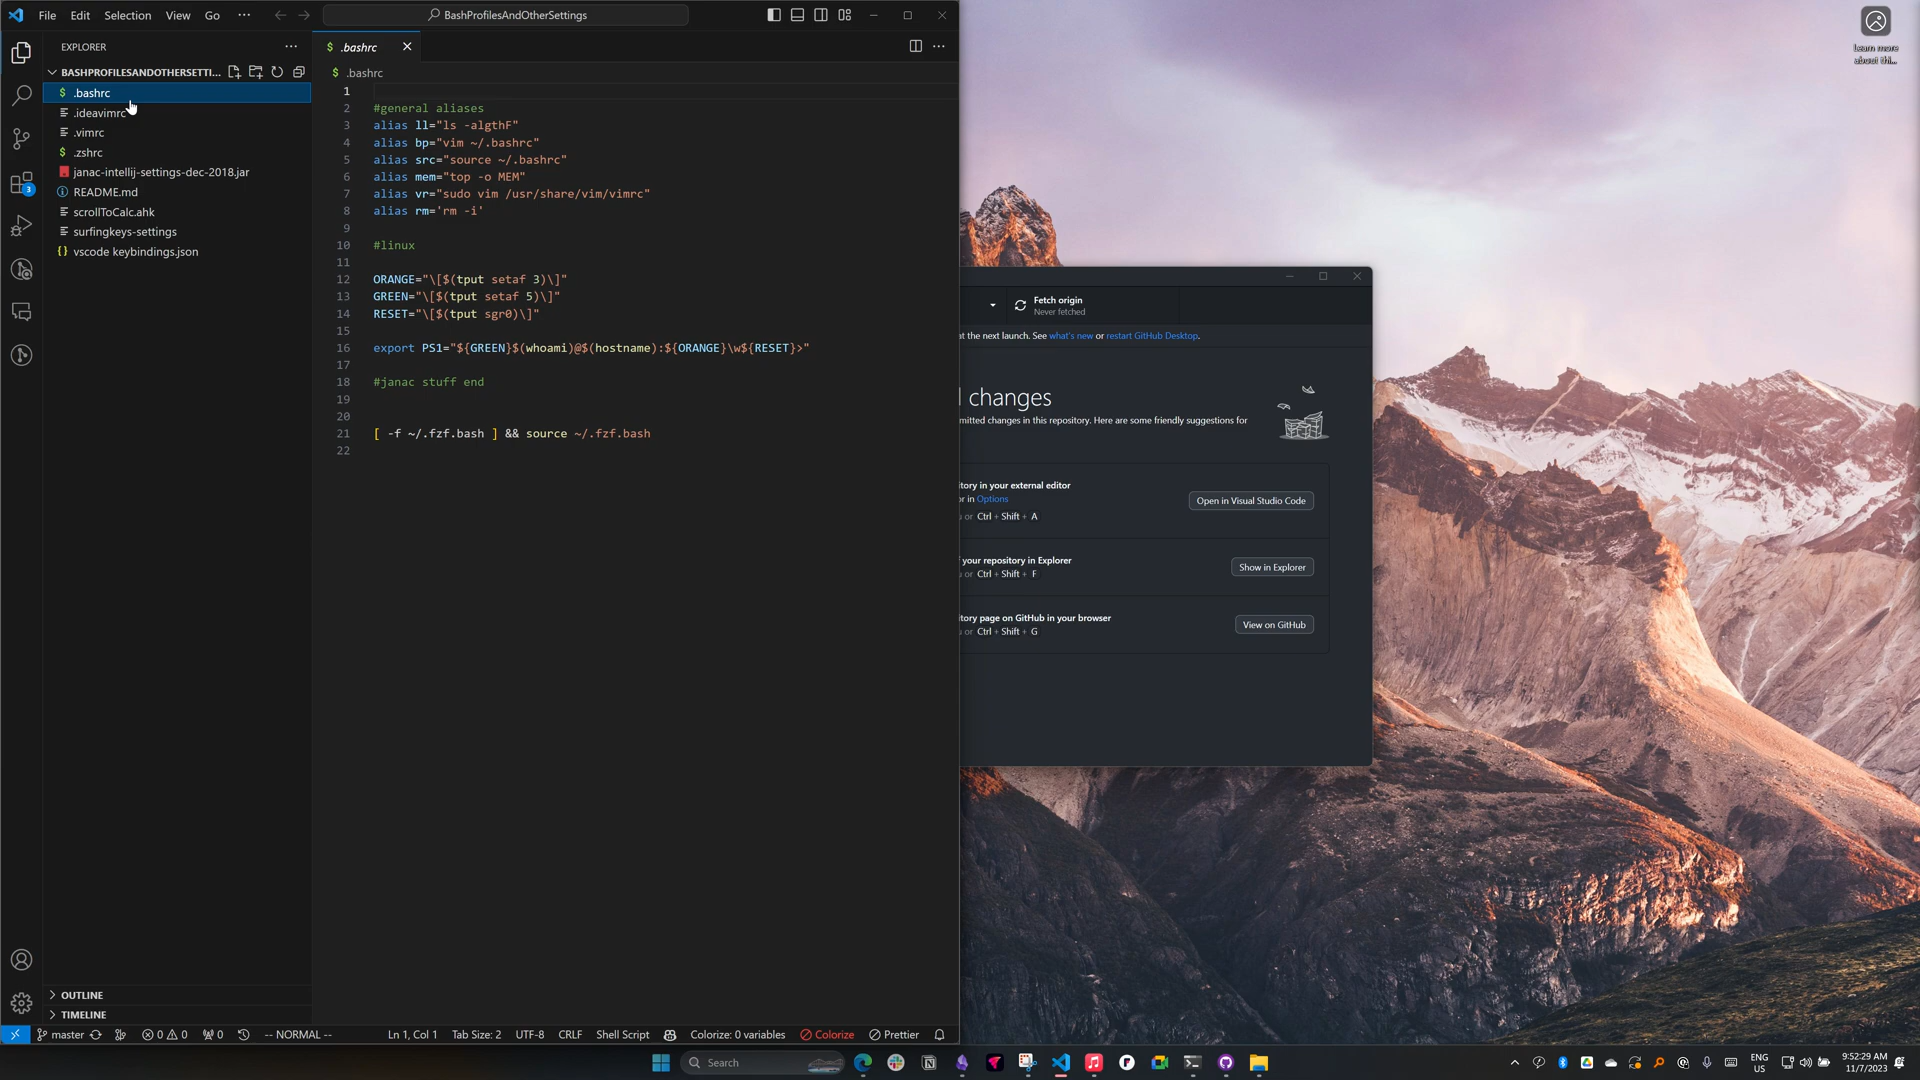 File Edit Selection View Go ··· BashProfilesAndOtherSettings
EXPLORER ···
BASHPROFILESANDOTHERSETTI...
.bashrc
.ideavimrc
.vimrc
.zshrc
janac-intellij-settings-dec-2018.jar
README.md
scrollToCalc.ahk
surfingkeys-settings
{} vscode keybindings.json
3
OUTLINE
TIMELINE
$ .bashrc
$ .bashrc
1
2 #general aliases
3 alias ll="ls -algthF"
4 alias bp="vim ~/.bashrc"
5 alias src="source ~/.bashrc"
6 alias mem="top -o MEM"
7 alias vr="sudo vim /usr/share/vim/vimrc"
8 alias rm='rm -i'
9
10 #linux
11
12 ORANGE="\[$(tput setaf 3)\]"
13 GREEN="\[$(tput setaf 5)\]"
14 RESET="\[$(tput sgr0)\]"
15
16 export PS1="${GREEN}$(whoami)@$(hostname):${ORANGE}\w${RESET}>"
17
18 #janac stuff end
19
20
21 [ -f ~/.fzf.bash ] && source ~/.fzf.bash
22
master 0 0 0 -- NORMAL -- Ln 1, Col 1 Tab Size: 2 UTF-8 CRLF Shell Script Colorize: 0 variables Colorize Prettier
Fetch origin
Never fetched
at the next launch. See what's new or restart GitHub Desktop.
l changes
mitted changes in this repository. Here are some friendly suggestions for
itory in your external editor
or in Options
or Ctrl + Shift + A
Open in Visual Studio Code
f your repository in Explorer
or Ctrl + Shift + F
Show in Explorer
itory page on GitHub in your browser
or Ctrl + Shift + G
View on GitHub
Learn more
about thi...
Search
ENG
US
9:52:29 AM
11/7/2023